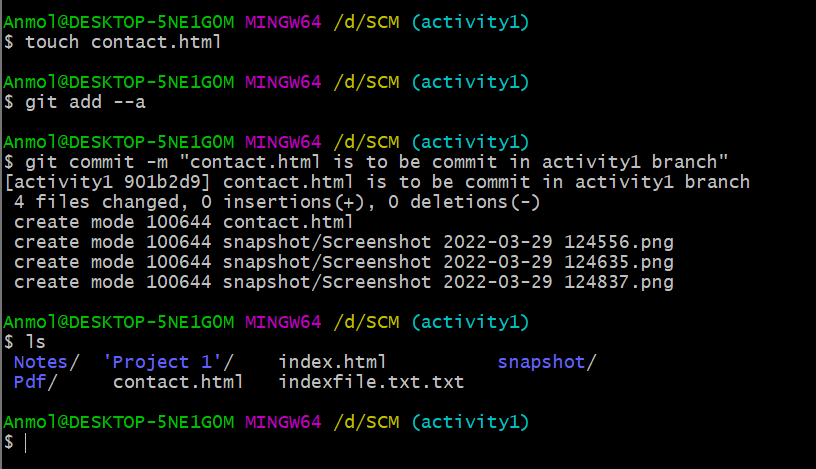 Anmol@DESKTOP-5NE1G0M MINGW64 /d/SCM (activity1)
$ touch contact.html
Anmol@DESKTOP-5NE1G0M MINGW64 /d/SCM (activity1)
$ git add --a
Anmol@DESKTOP-5NE1G0M MINGW64 /d/SCM (activity1)
$ git commit -m "contact.html is to be commit in activity1 branch"
[activity1 901b2d9] contact.html is to be commit in activity1 branch
 4 files changed, 0 insertions(+), 0 deletions(-)
 create mode 100644 contact.html
 create mode 100644 snapshot/Screenshot 2022-03-29 124556.png
 create mode 100644 snapshot/Screenshot 2022-03-29 124635.png
 create mode 100644 snapshot/Screenshot 2022-03-29 124837.png
Anmol@DESKTOP-5NE1G0M MINGW64 /d/SCM (activity1)
$ ls
 Notes/  'Project 1'/    index.html          snapshot/
 Pdf/     contact.html   indexfile.txt.txt
Anmol@DESKTOP-5NE1G0M MINGW64 /d/SCM (activity1)
$